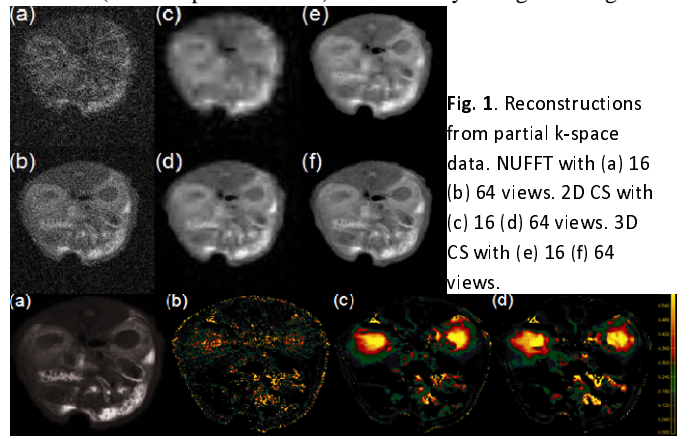 (a)
(c)
(e)
(b)
(d)
(f)
Fig. 1. Reconstructions
from partial k-space
data. NUFFT with (a) 16
(b) 64 views. 2D CS with
(c) 16 (d) 64 views. 3D
CS with (e) 16 (f) 64
views.
(a)
(b)
(c)
(d)